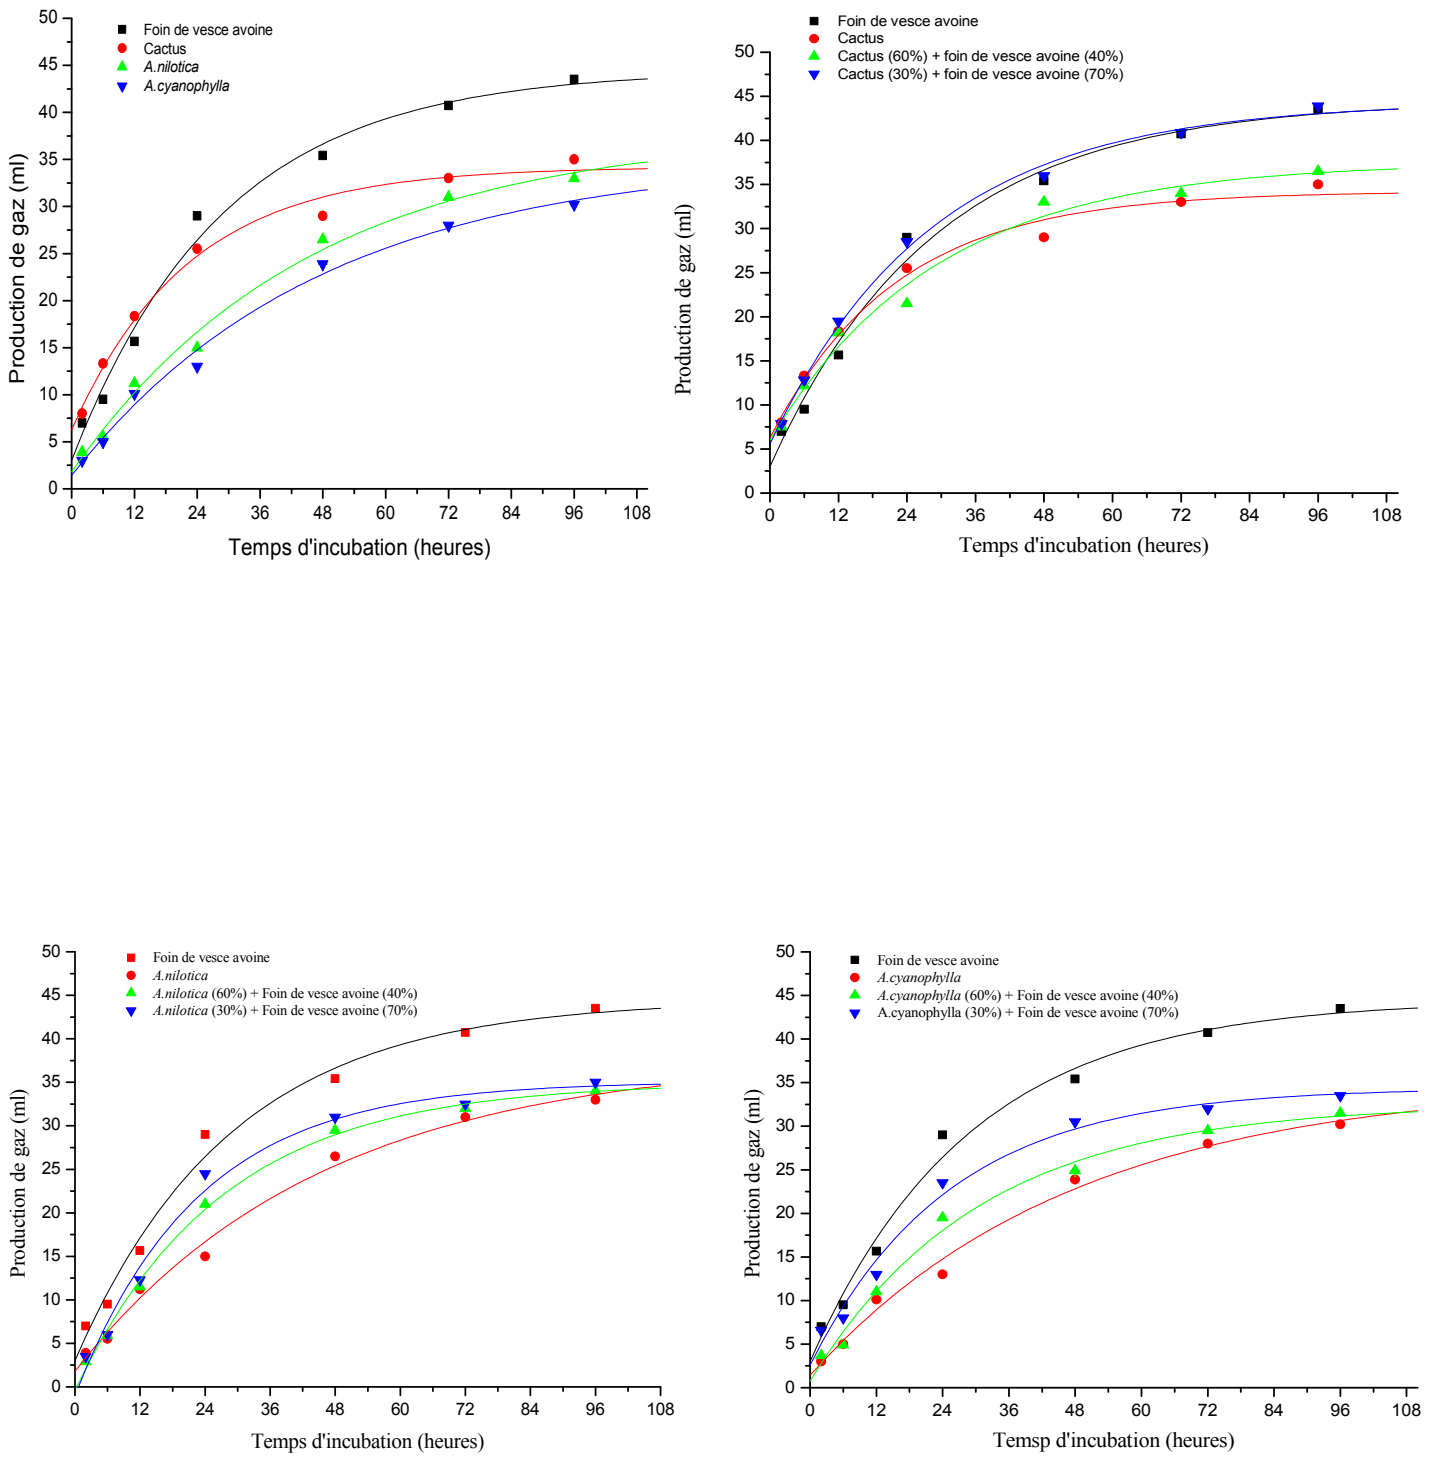 Foin de vesce avoine
Cactus
A.nilotica
A.cyanophylla
50
45
40
35
30
25
20
15
10
5
0
Production de gaz (ml)
0 12 24 36 48 60 72 84 96 108
Temps d'incubation (heures)
Foin de vesce avoine
Cactus
Cactus (60%) + foin de vesce avoine (40%)
Cactus (30%) + foin de vesce avoine (70%)
50
45
40
35
30
25
20
15
10
5
0
Production de gaz (ml)
0 12 24 36 48 60 72 84 96 108
Temps d'incubation (heures)
Foin de vesce avoine
A.nilotica
A.nilotica (60%) + Foin de vesce avoine (40%)
A.nilotica (30%) + Foin de vesce avoine (70%)
50
45
40
35
30
25
20
15
10
5
0
Production de gaz (ml)
0 12 24 36 48 60 72 84 96 108
Temps d'incubation (heures)
Foin de vesce avoine
A.cyanophylla
A.cyanophylla (60%) + Foin de vesce avoine (40%)
A.cyanophylla (30%) + Foin de vesce avoine (70%)
50
45
40
35
30
25
20
15
10
5
0
Production de gaz (ml)
0 12 24 36 48 60 72 84 96 108
Temsp d'incubation (heures)